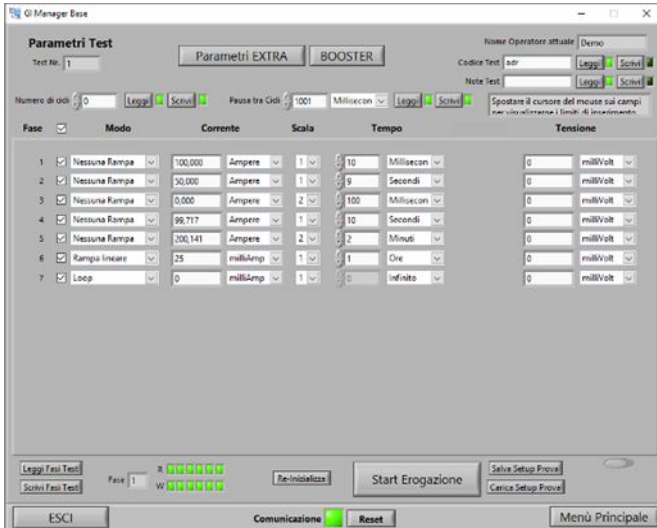 GI Manager Base
Parametri Test
Test Nr. 1
Parametri EXTRA
BOOSTER
Nome Operatore attuale Demo
Codice Test adr Leggi Scrivi
Note Test Leggi Scrivi
Numero di cicli 0 Leggi Scrivi Pausa tra Cicli 1001 Millisecon Leggi Scrivi
Spostare il cursore del mouse sui campi
per visualizzarne i limiti di inserimento
Fase Modo Corrente Scala Tempo Tensione
1 Nessuna Rampa 100,000 Ampere 1 10 Millisecon 0 milliVolt
2 Nessuna Rampa 50,000 Ampere 1 9 Secondi 0 milliVolt
3 Nessuna Rampa 0,000 Ampere 2 100 Millisecon 0 milliVolt
4 Nessuna Rampa 99,717 Ampere 1 10 Secondi 0 milliVolt
5 Nessuna Rampa 200,141 Ampere 2 2 Minuti 0 milliVolt
6 Rampa lineare 25 milliAmp 1 1 Ore 0 milliVolt
7 Loop 0 milliAmp 1 0 Infinito 0 milliVolt
Leggi Fasi Test
Scrivi Fasi Test
Fase 1
R
W
Re-Inizializza
Start Erogazione
Salva Setup Prova
Carica Setup Prova
ESCI
Comunicazione
Reset
Menù Principale